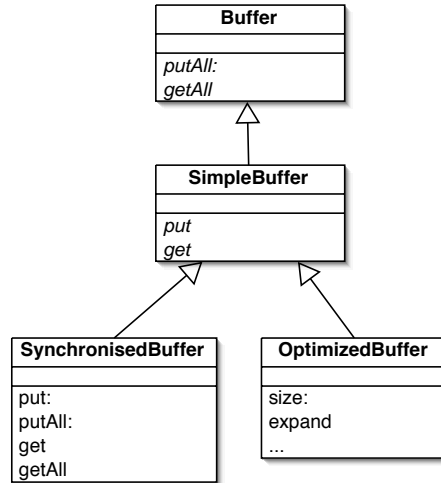 Buffer
putAll:
getAll
SimpleBuffer
put
get
SynchronisedBuffer
put:
putAll:
get
getAll
OptimizedBuffer
size:
expand
...